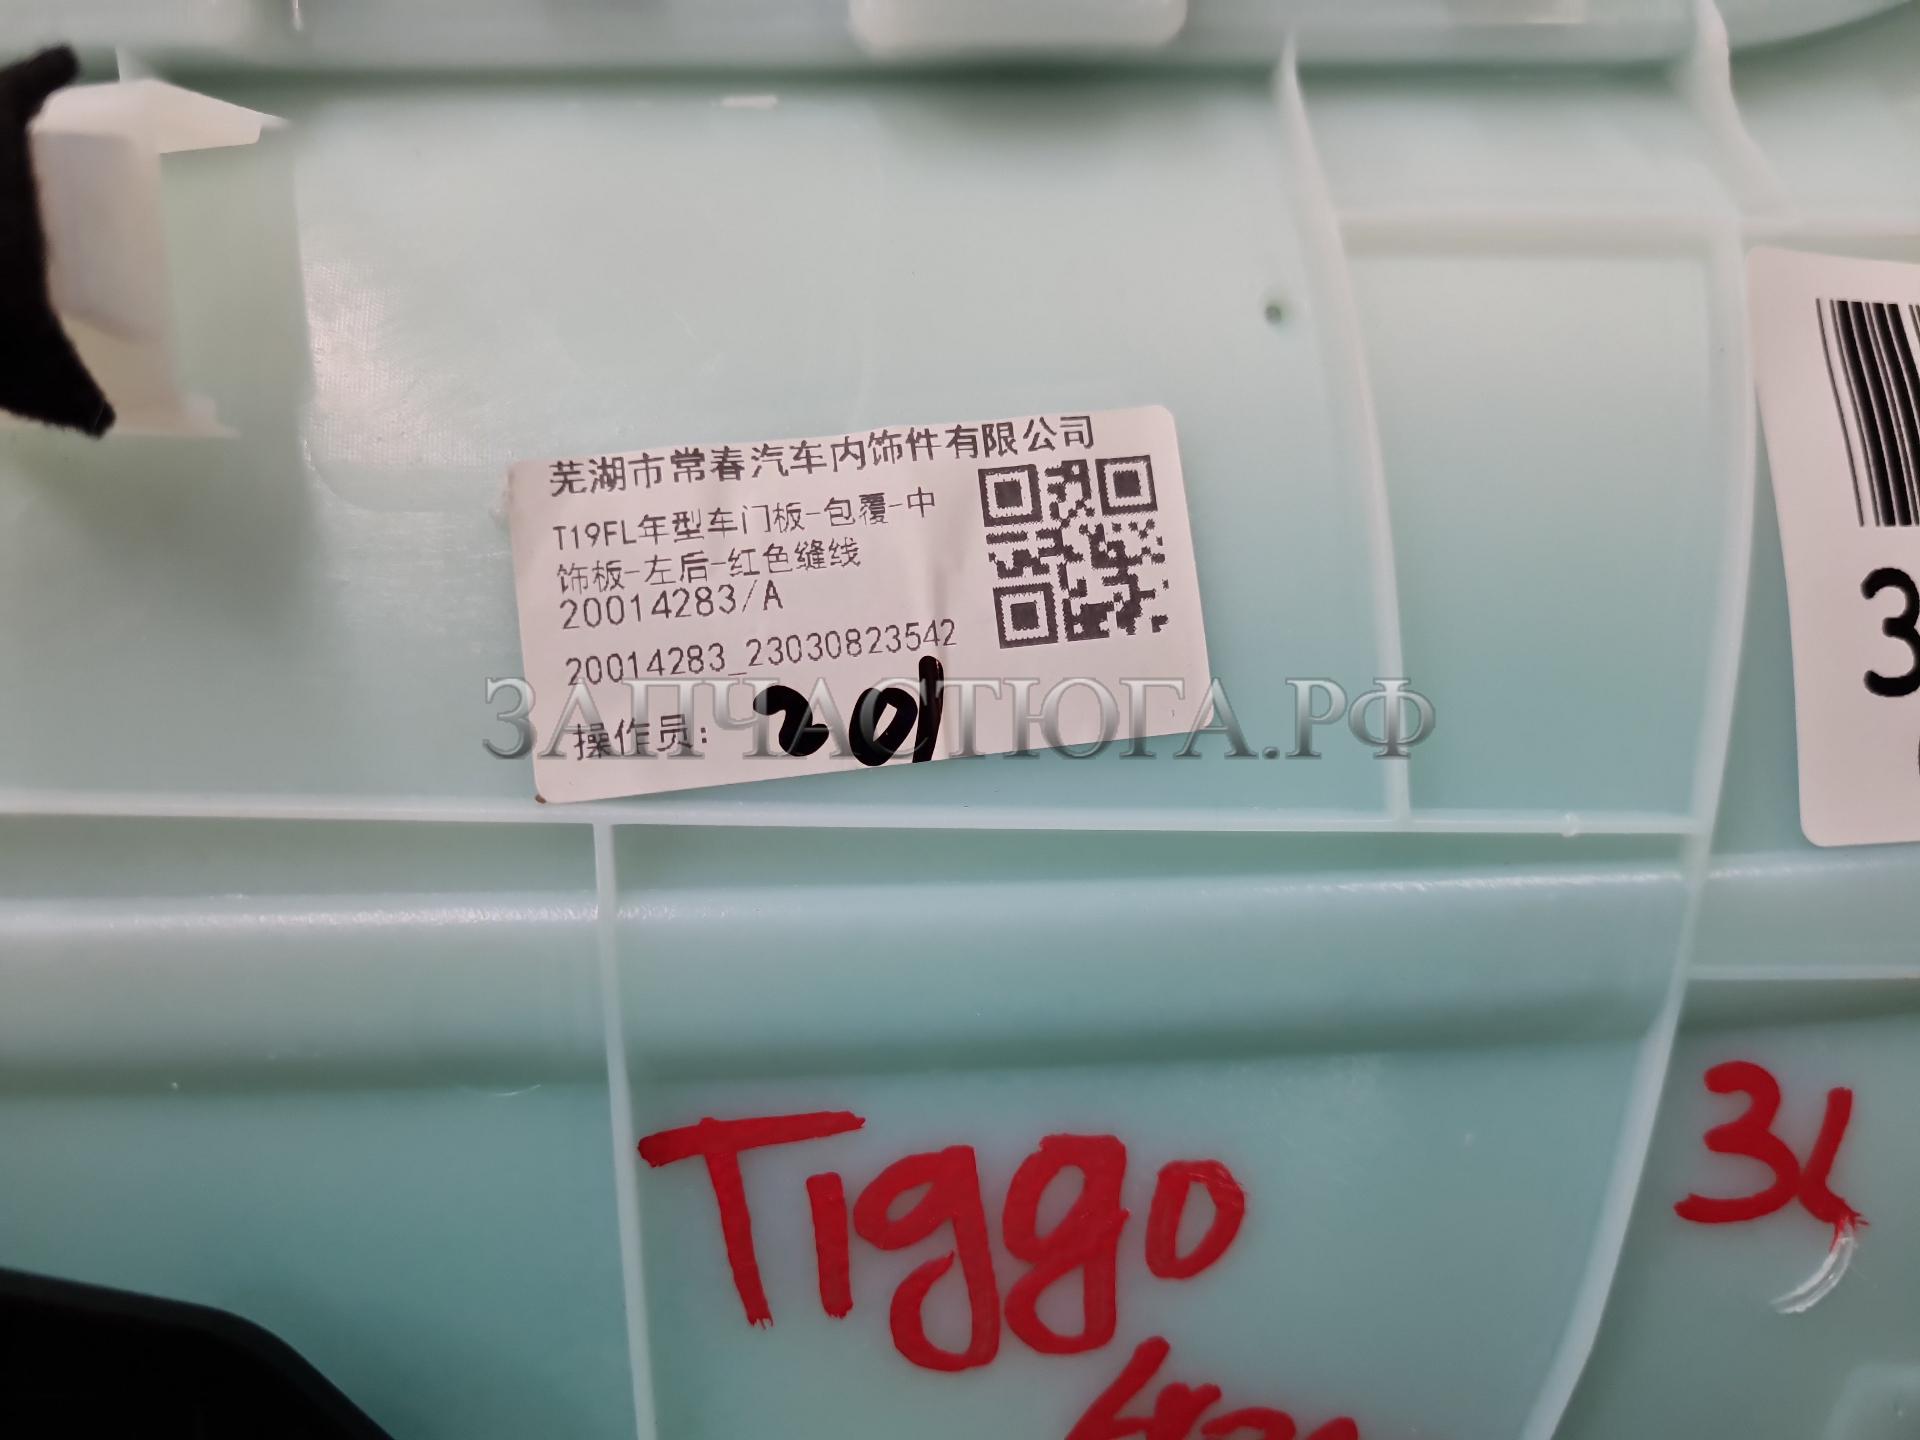 芜湖市常春汽车内饰件有限公司
T19FL年型车门板-包覆-中
饰板-左后-红色缝线
20014283/A
20014283_23030823542
操作员: 201
ЗАПЧАСТЮГА.РФ
3
Tiggo
3